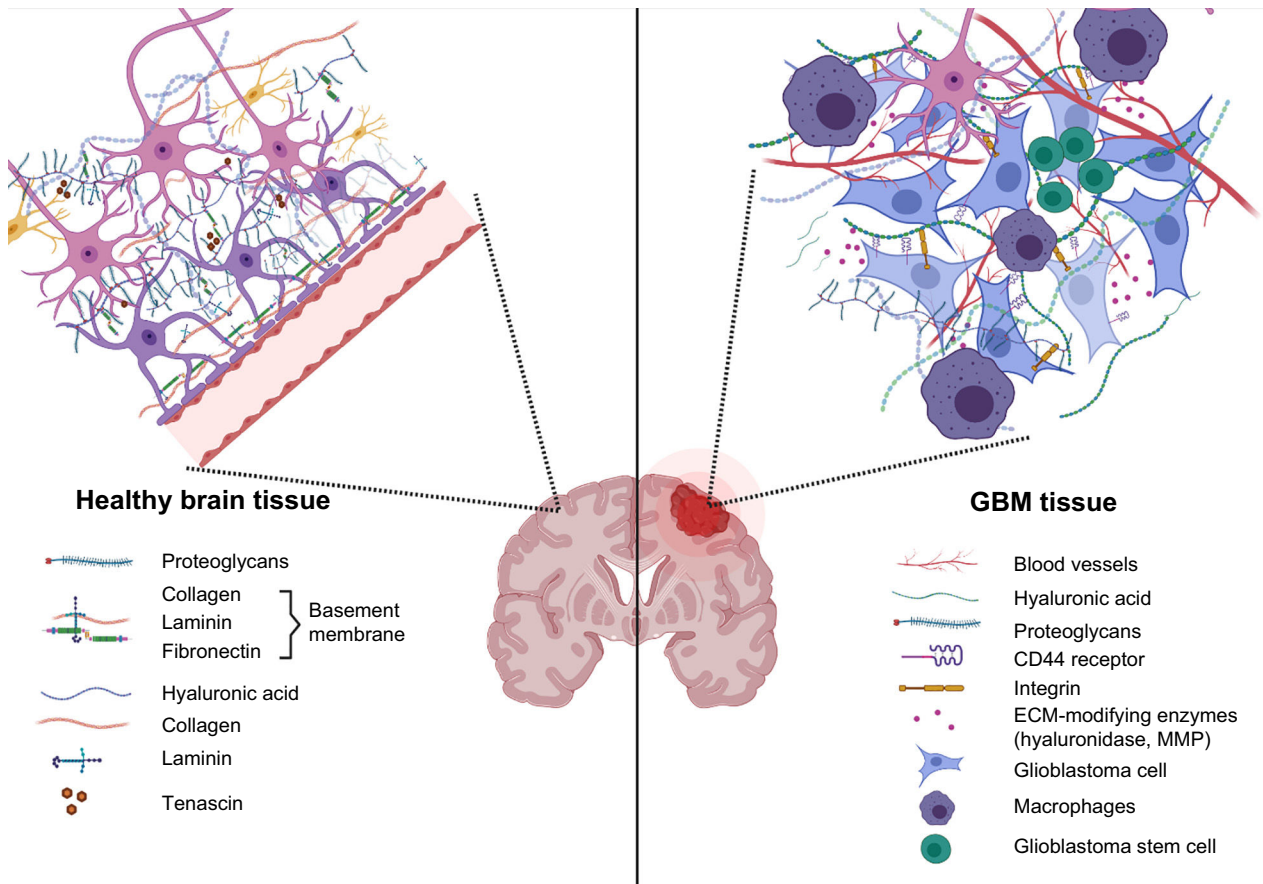 Healthy brain tissue
Proteoglycans
Collagen
Laminin
Fibronectin
Basement
membrane
Hyaluronic acid
Collagen
Laminin
Tenascin
GBM tissue
Blood vessels
Hyaluronic acid
Proteoglycans
CD44 receptor
Integrin
ECM-modifying enzymes
(hyaluronidase, MMP)
Glioblastoma cell
Macrophages
Glioblastoma stem cell